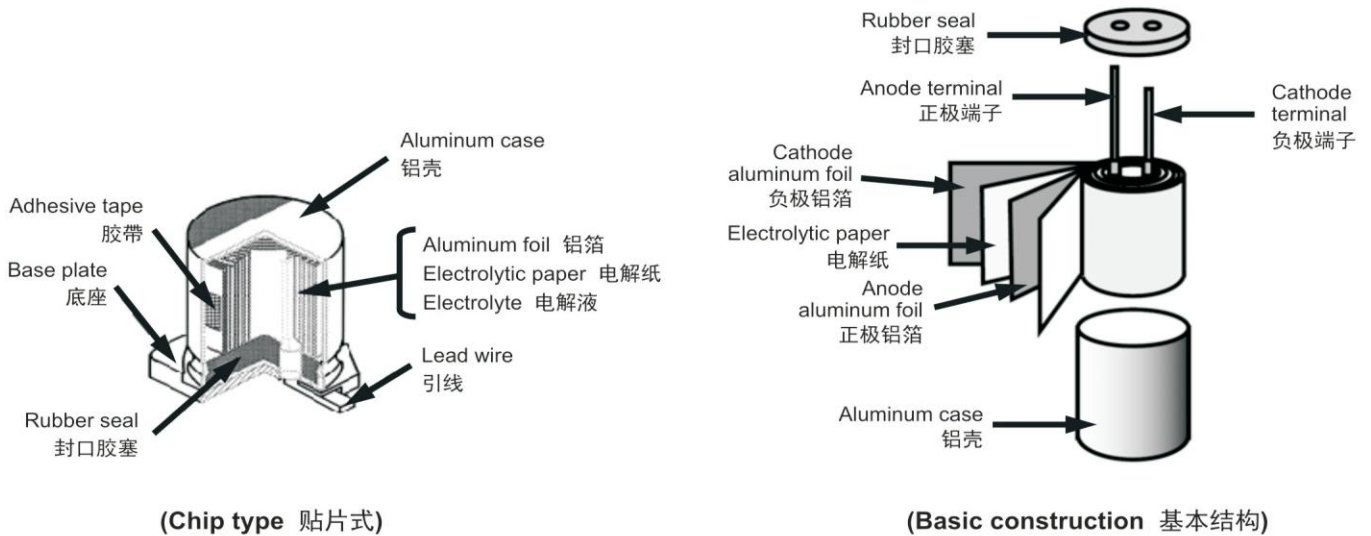 Aluminum case
铝壳
Adhesive tape
胶带
Base plate
底座
Aluminum foil 铝箔
Electrolytic paper 电解纸
Electrolyte 电解液
Lead wire
引线
Rubber seal
封口胶塞
(Chip type 贴片式)
Rubber seal
封口胶塞
Anode terminal
正极端子
Cathode
terminal
负极端子
Cathode
aluminum foil
负极铝箔
Electrolytic paper
电解纸
Anode
aluminum foil
正极铝箔
Aluminum case
铝壳
(Basic construction 基本结构)